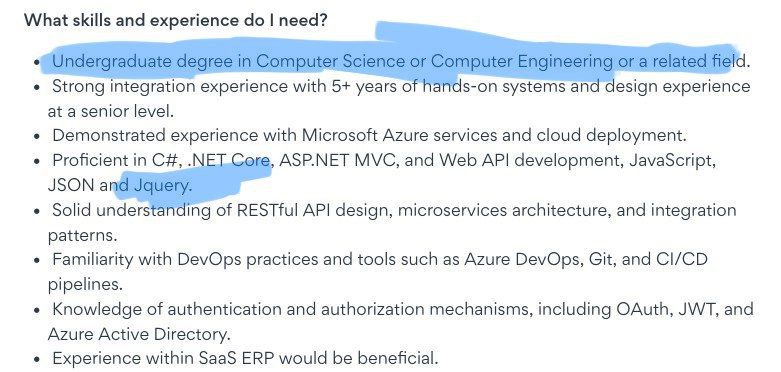 What skills and experience do I need?
• Undergraduate degree in Computer Science or Computer Engineering or a related field.
• Strong integration experience with 5+ years of hands-on systems and design experience
at a senior level.
• Demonstrated experience with Microsoft Azure services and cloud deployment.
• Proficient in C#, .NET Core, ASP.NET MVC, and Web API development, JavaScript,
JSON and Jquery.
• Solid understanding of RESTful API design, microservices architecture, and integration
patterns.
• Familiarity with DevOps practices and tools such as Azure DevOps, Git, and CI/CD
pipelines.
• Knowledge of authentication and authorization mechanisms, including OAuth, JWT, and
Azure Active Directory.
• Experience within SaaS ERP would be beneficial.